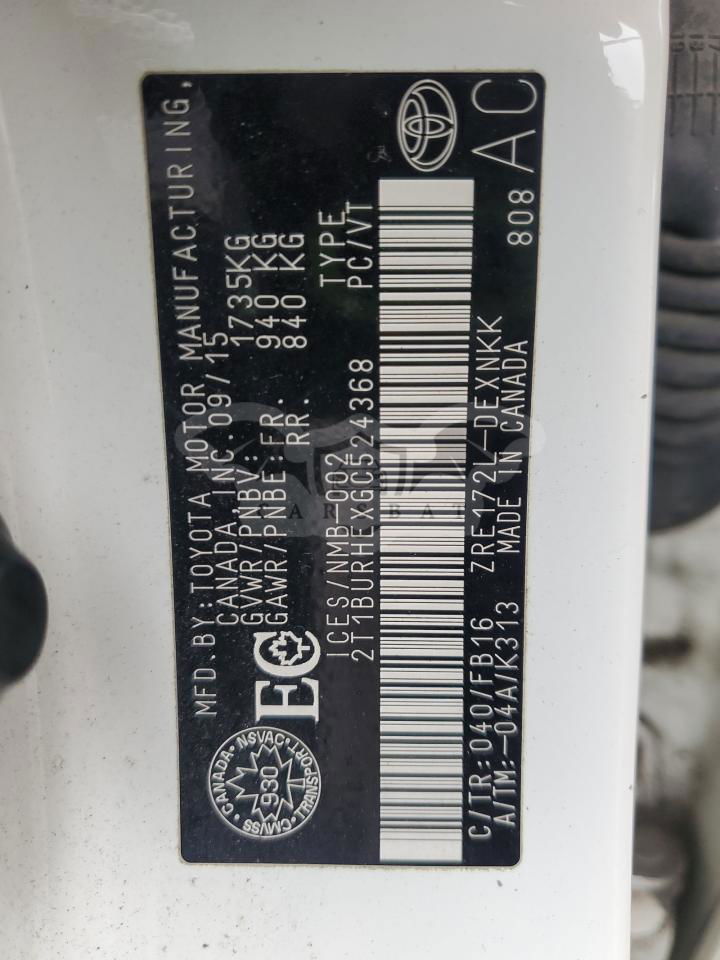 MFD. BY: TOYOTA MOTOR MANUFACTURING,
CANADA, INC. 09/15
GVWR/PNBV: 1735KG
GAWR/PNBE: FR. 940 KG
RR. 840 KG
ICES/NMB-002 TYPE
2T1BURHEXGC524368 PC/VT
C/TR: 040/FB16 ZRE172L-DEXNKK
A/TM: -04A/K313 MADE IN CANADA
808
AC
EC
CANADA • NSVAC • TRANSPORT • CMVSS
930
CARSBAT